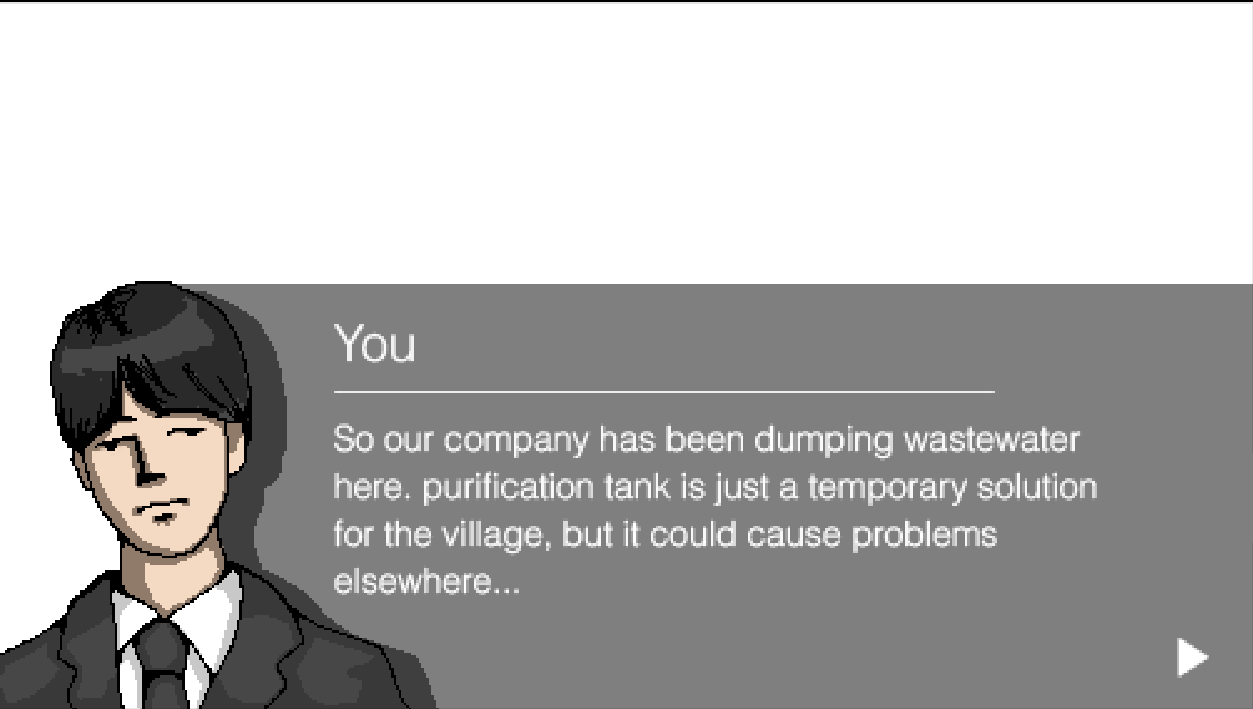 You
So our company has been dumping wastewater
here. purification tank is just a temporary solution
for the village, but it could cause problems
elsewhere...